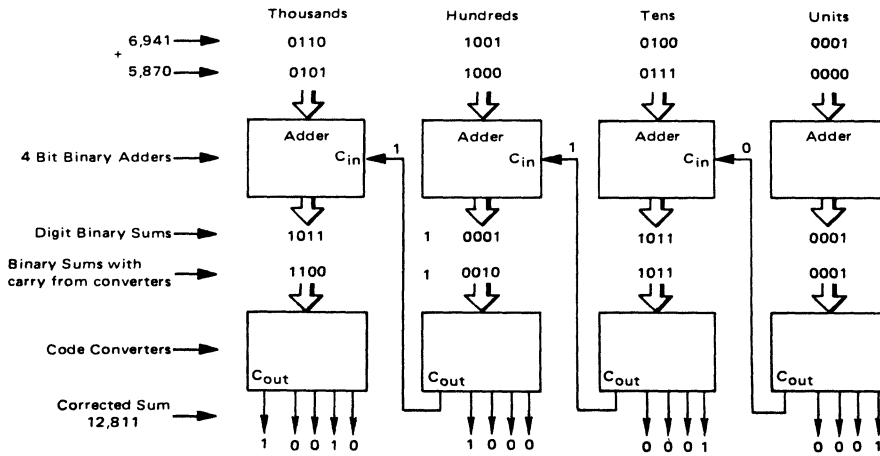 Thousands Hundreds Tens Units
6,941 0110 1001 0100 0001
+
5,870 0101 1000 0111 0000
Adder Adder Adder Adder
1 1 0
4 Bit Binary Adders Cin Cin Cin
Digit Binary Sums 1011 1 0001 1011 0001
Binary Sums with
carry from converters 1100 1 0010 1011 0001
Code Converters
Cout Cout Cout Cout
Corrected Sum
12,811
1 0 0 1 0 1 0 0 0 0 0 0 1 0 0 0 1